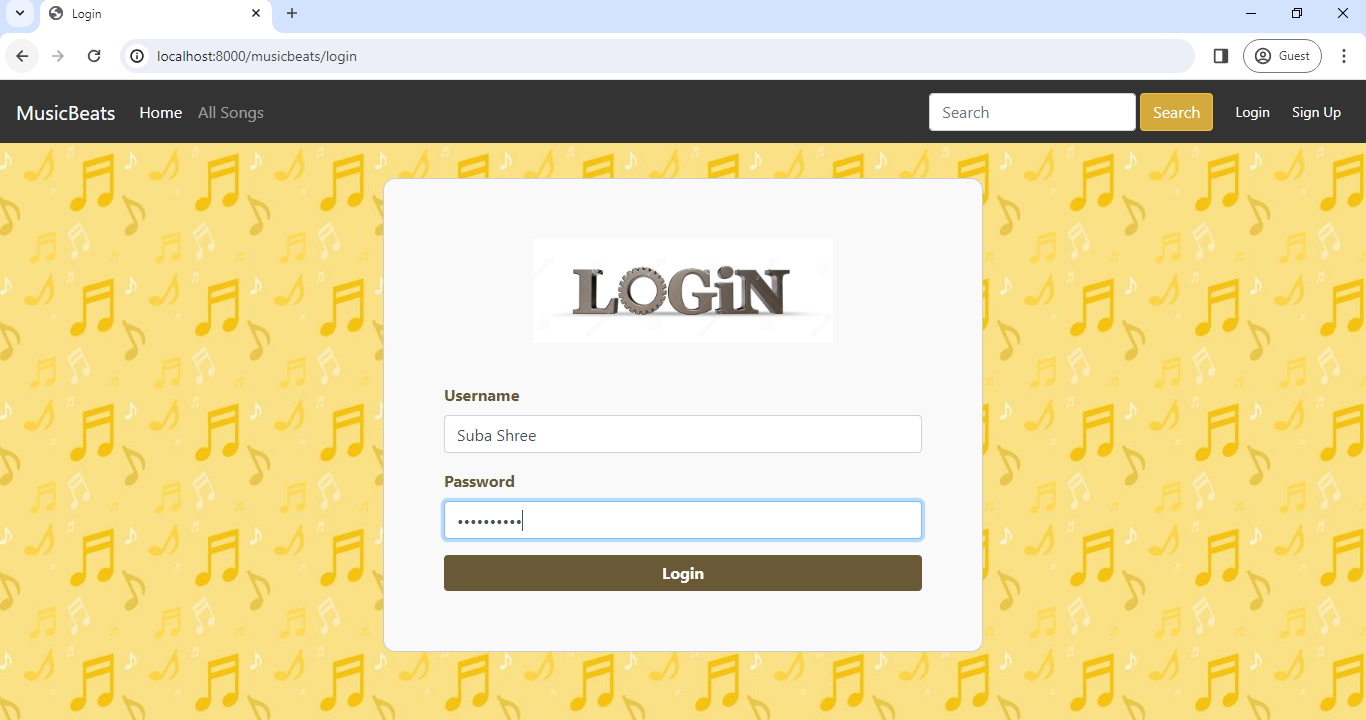 Login
localhost:8000/musicbeats/login
Guest
MusicBeats Home All Songs Search Search Login Sign Up
LOGiN
Username
Suba Shree
Password
••••••••••
Login